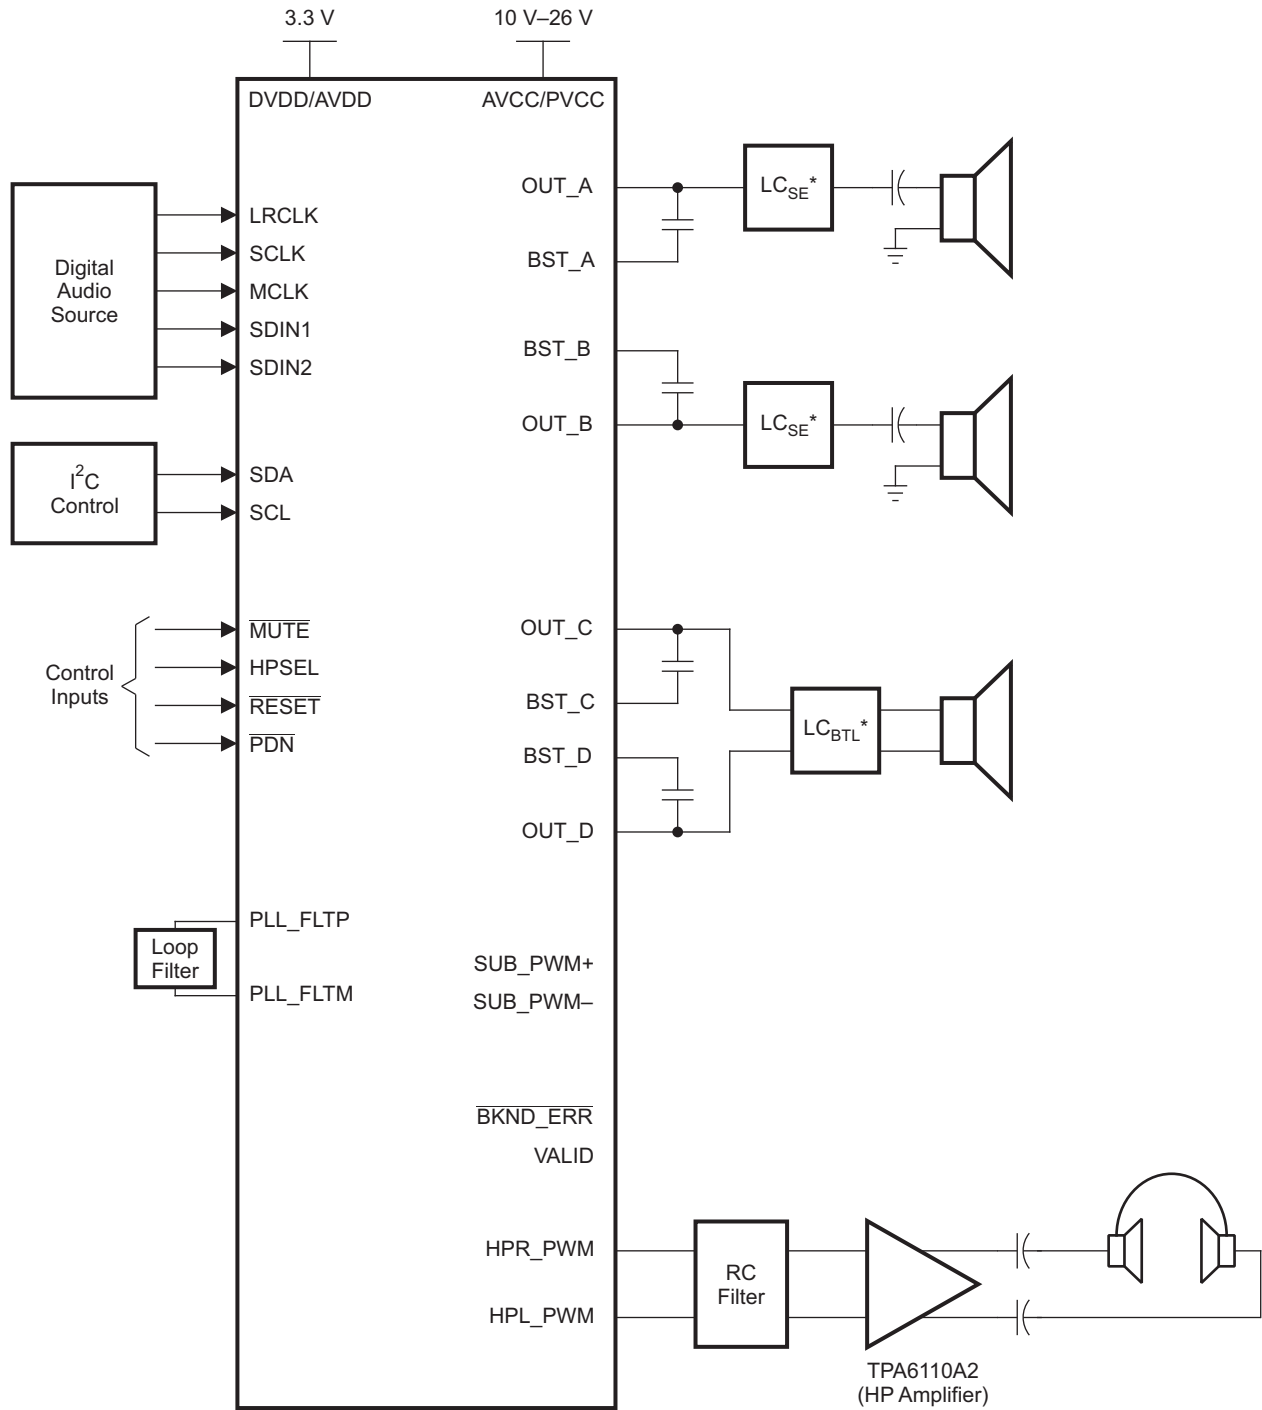 3.3 V
10 V–26 V
DVDD/AVDD
AVCC/PVCC
Digital
Audio
Source
LRCLK
SCLK
MCLK
SDIN1
SDIN2
I2C
Control
SDA
SCL
Control
Inputs
MUTE
HPSEL
RESET
PDN
Loop
Filter
PLL_FLTP
PLL_FLTM
OUT_A
BST_A
LCSE*
BST_B
OUT_B
LCSE*
OUT_C
BST_C
BST_D
OUT_D
LCBTL*
SUB_PWM+
SUB_PWM–
BKND_ERR
VALID
HPR_PWM
HPL_PWM
RC
Filter
TPA6110A2
(HP Amplifier)